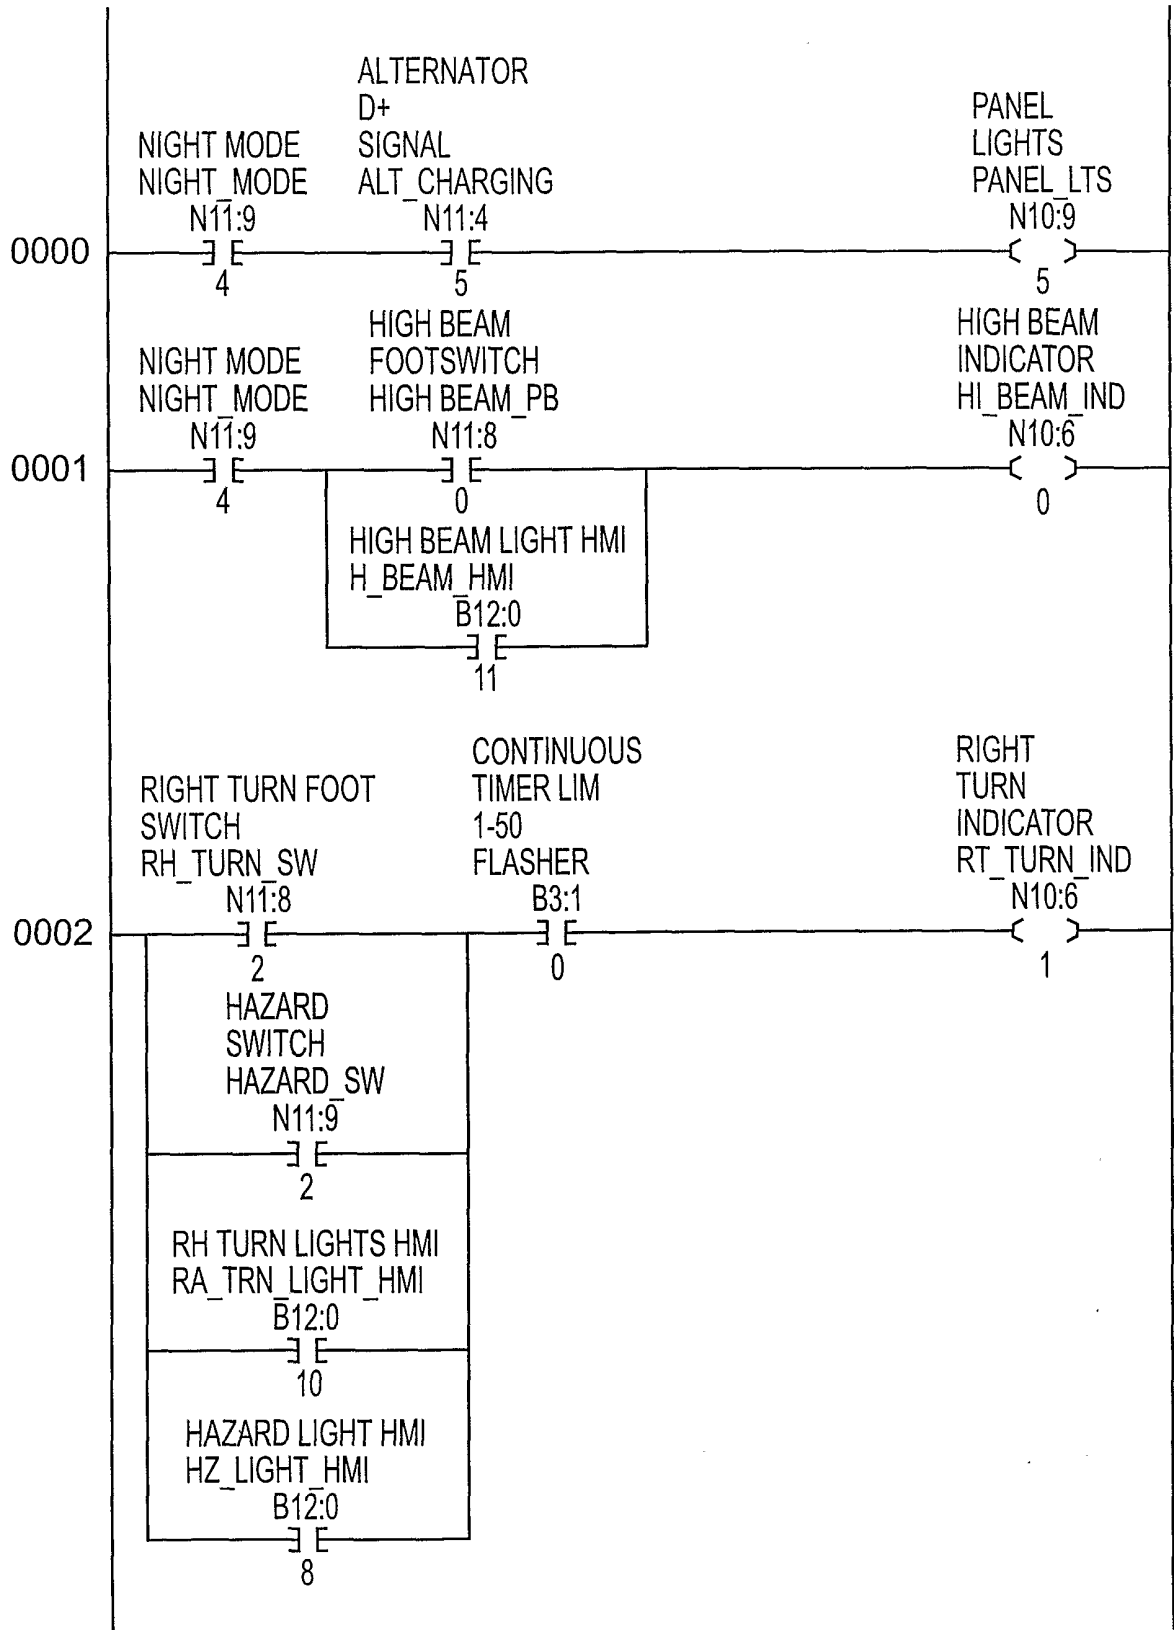 ALTERNATOR
D+
SIGNAL
ALT_CHARGING
N11:4
NIGHT MODE
NIGHT_MODE
N11:9
PANEL
LIGHTS
PANEL_LTS
N10:9
0000
4
5
5
HIGH BEAM
FOOTSWITCH
HIGH BEAM_PB
N11:8
NIGHT MODE
NIGHT_MODE
N11:9
HIGH BEAM
INDICATOR
HI_BEAM_IND
N10:6
0001
4
0
0
HIGH BEAM LIGHT HMI
H_BEAM_HMI
B12:0
11
RIGHT TURN FOOT
SWITCH
RH_TURN_SW
N11:8
CONTINUOUS
TIMER LIM
1-50
FLASHER
B3:1
RIGHT
TURN
INDICATOR
RT_TURN_IND
N10:6
0002
2
0
1
HAZARD
SWITCH
HAZARD_SW
N11:9
2
RH TURN LIGHTS HMI
RA_TRN_LIGHT_HMI
B12:0
10
HAZARD LIGHT HMI
HZ_LIGHT_HMI
B12:0
8